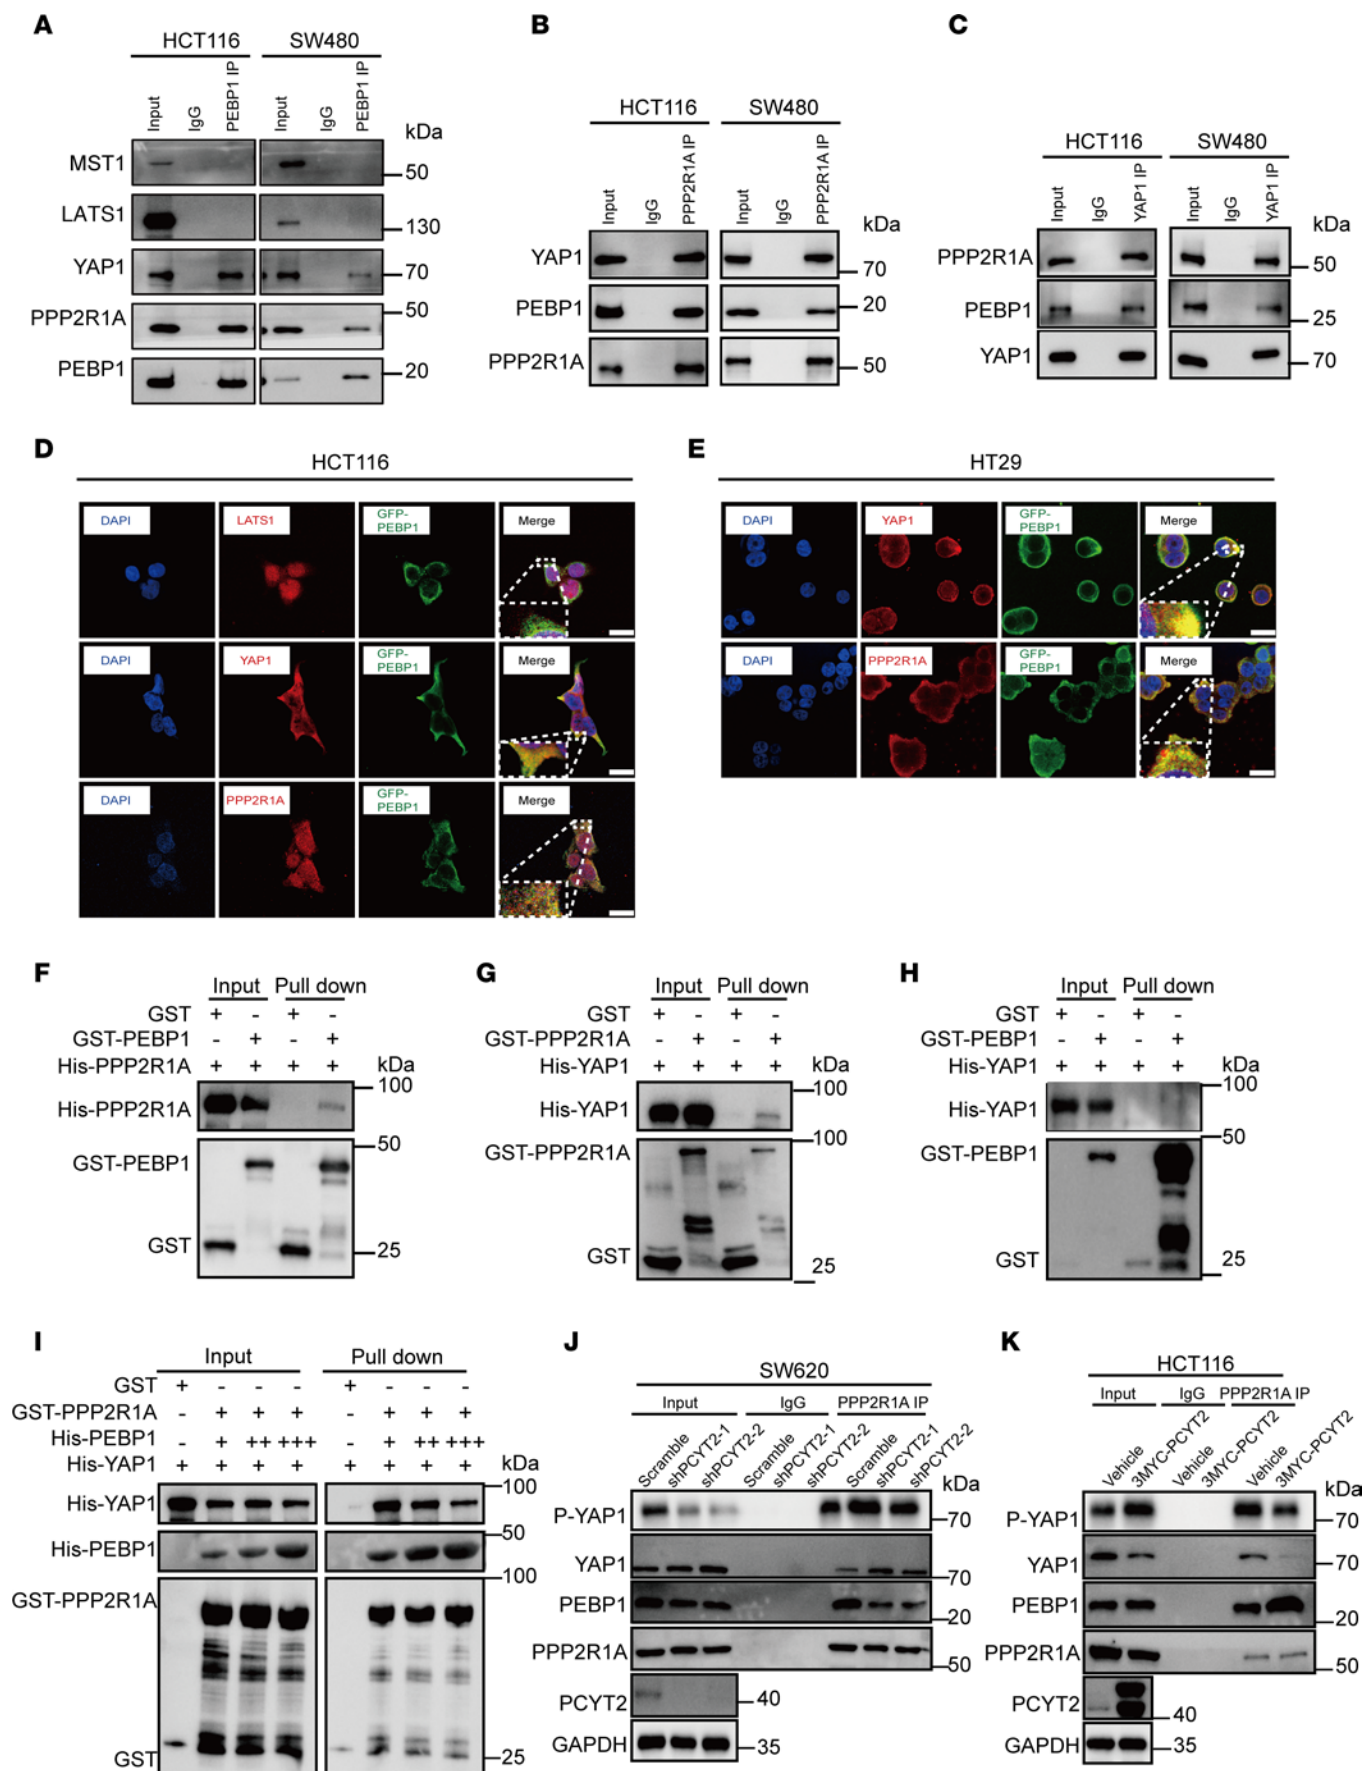 A
HCT116 SW480
Input IgG PEBP1 IP Input IgG PEBP1 IP
kDa
MST1 50
LATS1 130
YAP1 70
PPP2R1A 50
PEBP1 20
B
HCT116 SW480
Input IgG PPP2R1A IP Input IgG PPP2R1A IP
kDa
YAP1 70
PEBP1 20
PPP2R1A 50
C
HCT116 SW480
Input IgG YAP1 IP Input IgG YAP1 IP
kDa
PPP2R1A 50
PEBP1 25
YAP1 70
D
HCT116
DAPI LATS1 GFP-PEBP1 Merge
DAPI YAP1 GFP-PEBP1 Merge
DAPI PPP2R1A GFP-PEBP1 Merge
E
HT29
DAPI YAP1 GFP-PEBP1 Merge
DAPI PPP2R1A GFP-PEBP1 Merge
F
Input Pull down
GST + - + -
GST-PEBP1 - + - +
His-PPP2R1A + + + + kDa
100
His-PPP2R1A
50
GST-PEBP1
GST 25
G
Input Pull down
GST + - + -
GST-PPP2R1A - + - +
His-YAP1 + + + + kDa
100
His-YAP1
100
GST-PPP2R1A
GST
25
H
Input Pull down
GST + - + -
GST-PEBP1 - + - +
His-YAP1 + + + + kDa
100
His-YAP1
50
GST-PEBP1
GST
25
I
Input Pull down
GST + - - - + - - -
GST-PPP2R1A - + + + - + + +
His-PEBP1 - + ++ +++ - + ++ +++
His-YAP1 + + + + + + + + kDa
100
His-YAP1
50
His-PEBP1
100
GST-PPP2R1A
GST 25
J
SW620
Input IgG PPP2R1A IP
Scramble shPCYT2-1 shPCYT2-2 Scramble shPCYT2-1 shPCYT2-2 Scramble shPCYT2-1 shPCYT2-2
kDa
P-YAP1 70
YAP1 70
PEBP1 20
PPP2R1A 50
PCYT2 40
GAPDH 35
K
HCT116
Input IgG PPP2R1A IP
Vehicle 3MYC-PCYT2 Vehicle 3MYC-PCYT2 Vehicle 3MYC-PCYT2
kDa
P-YAP1 70
YAP1 70
PEBP1 20
PPP2R1A 50
PCYT2 40
GAPDH 35